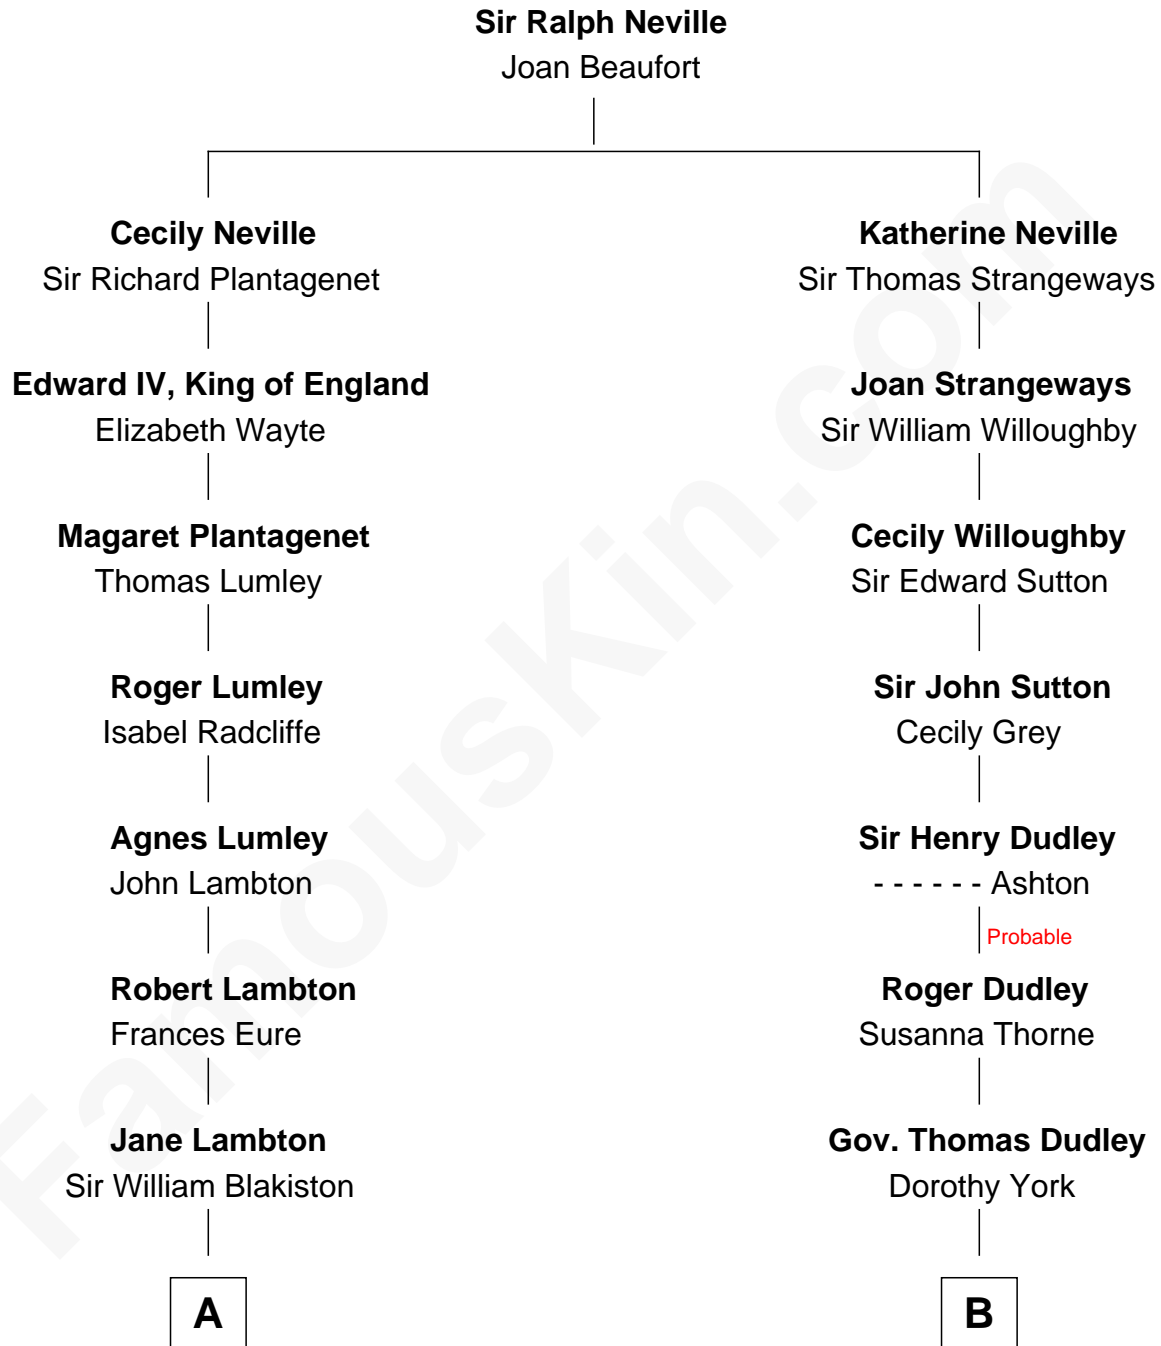 Sir Ralph Neville
Joan Beaufort
Cecily Neville
Sir Richard Plantagenet
Katherine Neville
Sir Thomas Strangeways
Edward IV, King of England
Elizabeth Wayte
Joan Strangeways
Sir William Willoughby
Magaret Plantagenet
Thomas Lumley
Cecily Willoughby
Sir Edward Sutton
Roger Lumley
Isabel Radcliffe
Sir John Sutton
Cecily Grey
Agnes Lumley
John Lambton
Sir Henry Dudley
- - - - - - Ashton
Probable
Robert Lambton
Frances Eure
Roger Dudley
Susanna Thorne
Jane Lambton
Sir William Blakiston
Gov. Thomas Dudley
Dorothy York
A
B
FamousKin.com